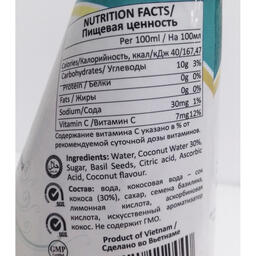 NUTRITION FACTS/
Пищевая ценность
Per 100ml / На 100мл
Calories/Калорийность, ккал/кДж 40/167,47
Carbohydrates/ Углеводы 10g 3%
Protein / Белки 0g 0%
Fats / Жиры 0g 0%
Sodium/Сода 30mg 1%
Vitamin C /Витамин С 7mg 12%
Содержание витамина С указано в % от
рекомендуемой суточной дозы витаминов.
Ingredients: Water, Coconut Water 30%,
Sugar, Basil Seeds, Citric acid, Ascorbic
Acid, Coconut flavour.
Состав: вода, кокосовая вода – сок
кокоса (30%), сахар, семена базилика,
лимонная кислота, аскорбиновая
кислота, искусственный ароматизатор
кокос. Не содержит ГМО.
Product of Vietnam /
Сделано во Вьетнаме
SGS
SGS
GMP